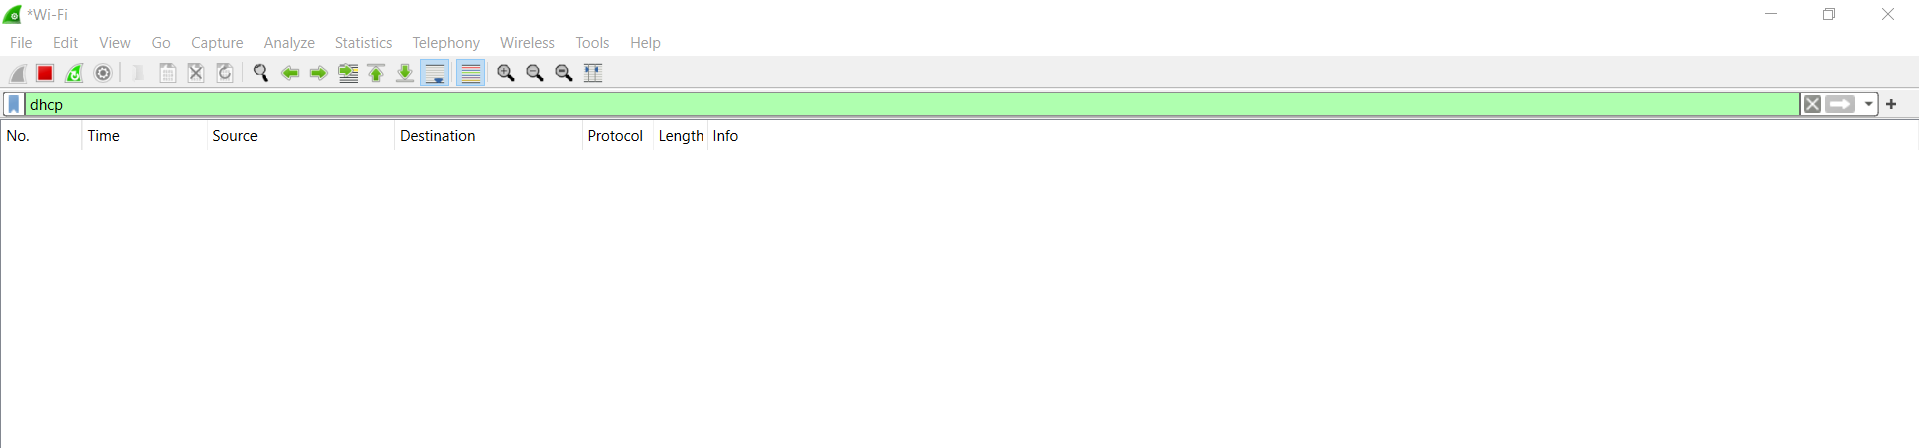 *Wi-Fi
File Edit View Go Capture Analyze Statistics Telephony Wireless Tools Help
dhcp
No. Time Source Destination Protocol Length Info